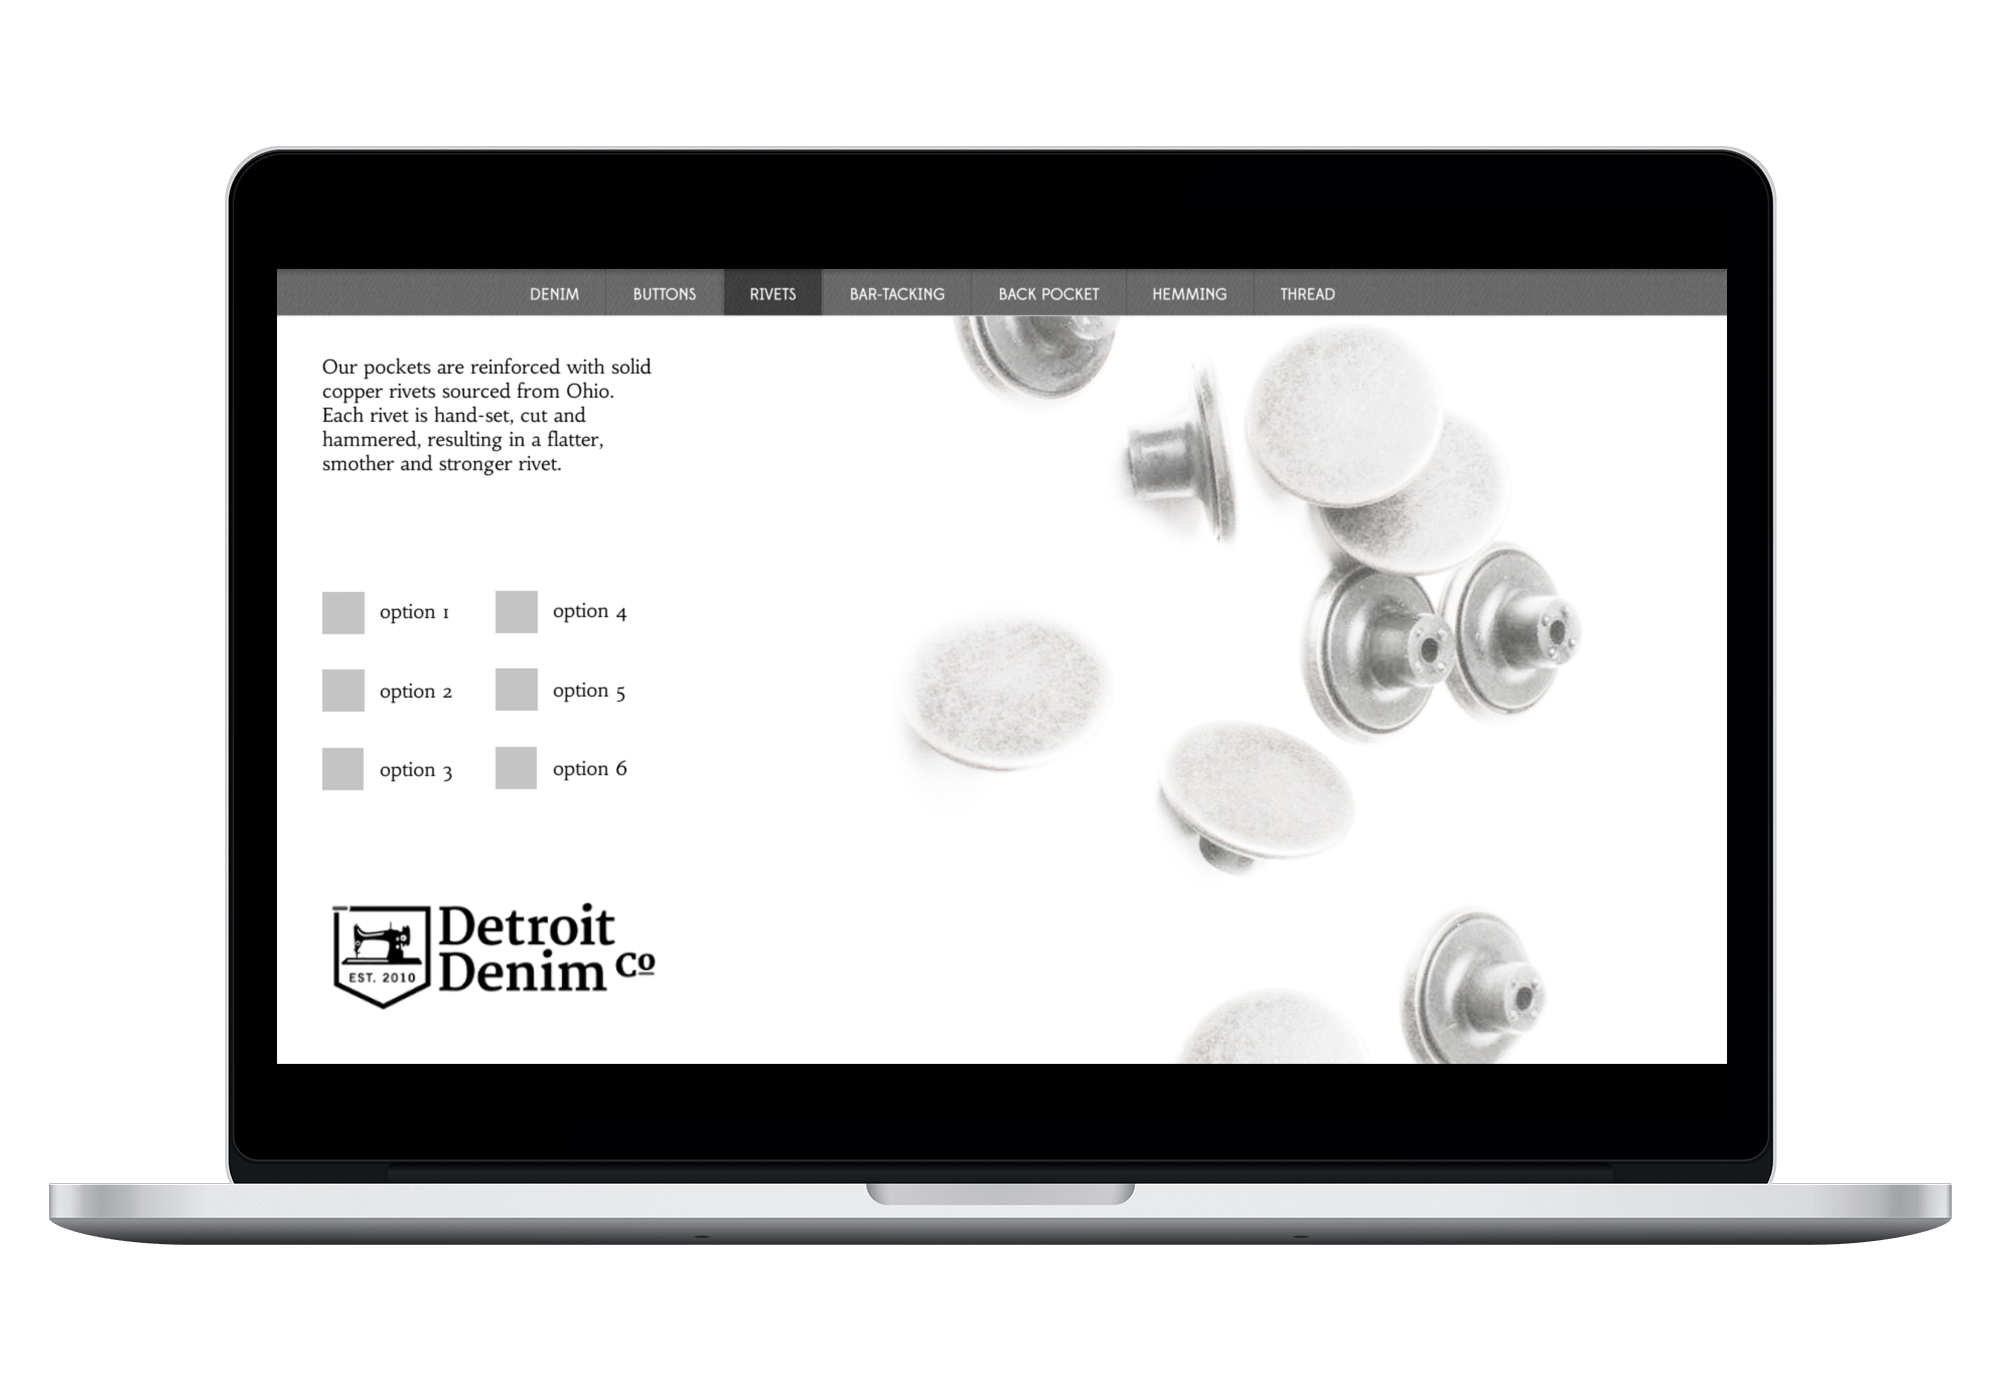 DENIM BUTTONS RIVETS BAR-TACKING BACK POCKET HEMMING THREAD
Our pockets are reinforced with solid
copper rivets sourced from Ohio.
Each rivet is hand-set, cut and
hammered, resulting in a flatter,
smother and stronger rivet.
option 1
option 4
option 2
option 5
option 3
option 6
EST. 2010
Detroit
Denim Co